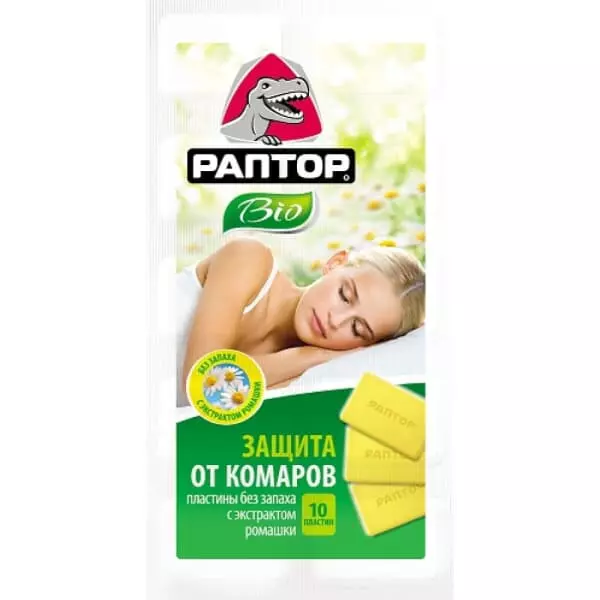 РАПТОР
Bio
БЕЗ ЗАПАХА
С ЭКСТРАКТОМ РОМАШКИ
РАПТОР
РАПТОР
ЗАЩИТА
ОТ КОМАРОВ
пластины без запаха
с экстрактом
ромашки
10
ПЛАСТИН